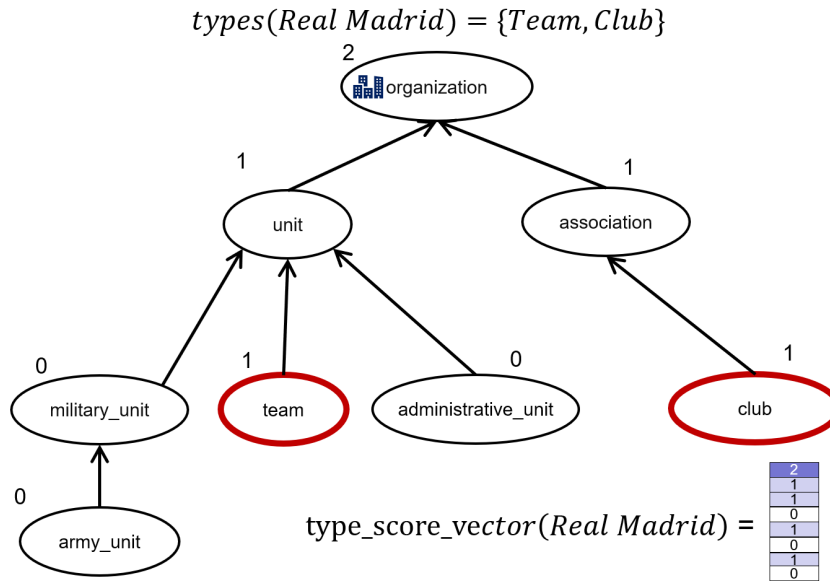 types(Real Madrid) = {Team, Club}
2
organization
1
1
unit
association
0
1
0
1
military_unit
team
administrative_unit
club
0
army_unit
type_score_vector(Real Madrid) =
2
1
1
0
1
0
1
0